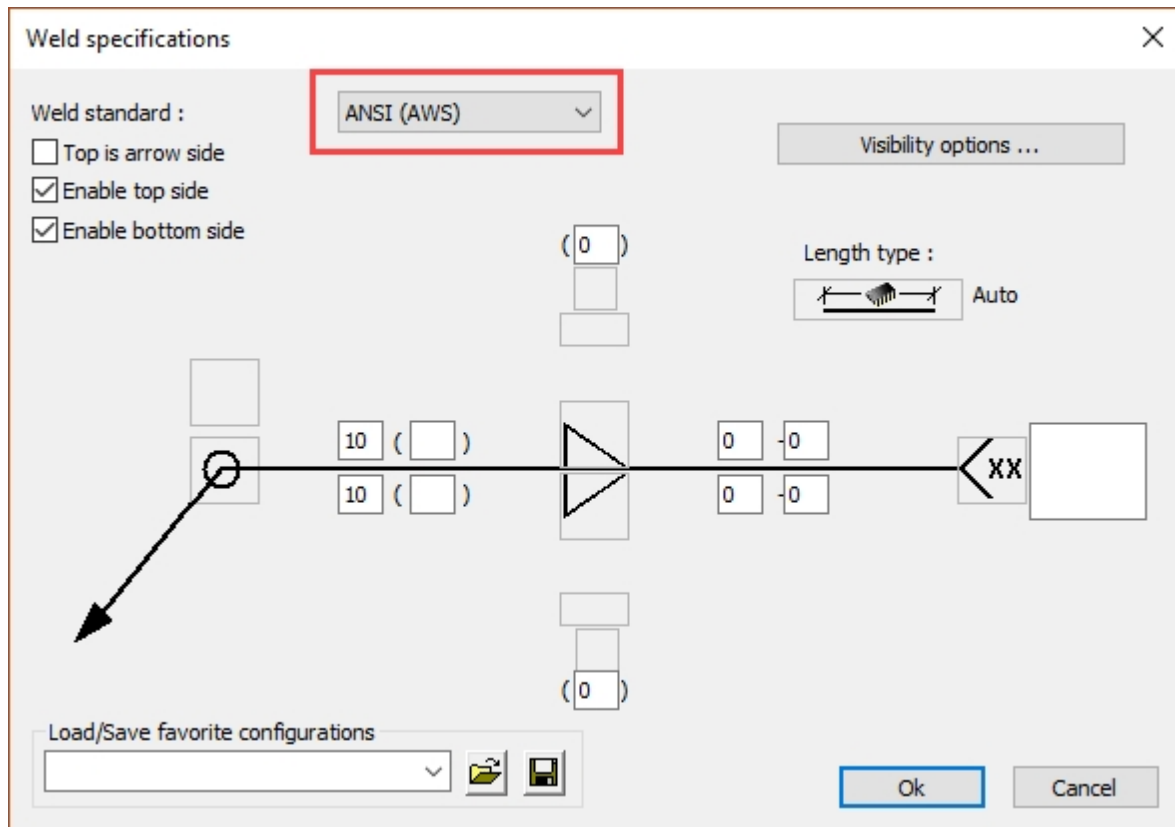 Weld specifications
Weld standard :
ANSI (AWS)
Visibility options ...
Top is arrow side
Enable top side
Enable bottom side
(0)
Length type :
Auto
10 ( )
0 -0
10 ( )
0 -0
XX
(0)
Load/Save favorite configurations
Ok
Cancel